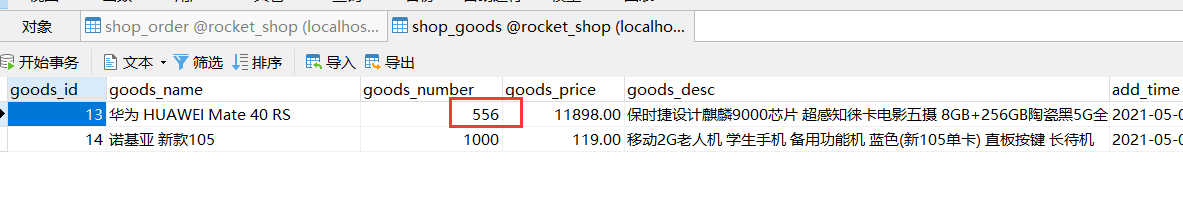 对象 shop_order @rocket_shop (localhos... shop_goods @rocket_shop (localho...
开始事务 文本 筛选 排序 导入 导出
goods_id goods_name goods_number goods_price goods_desc add_time
13 华为 HUAWEI Mate 40 RS 556 11898.00 保时捷设计麒麟9000芯片 超感知徕卡电影五摄 8GB+256GB陶瓷黑5G全 2021-05-0
14 诺基亚 新款105 1000 119.00 移动2G老人机 学生手机 备用功能机 蓝色(新105单卡) 直板按键 长待机 2021-05-0